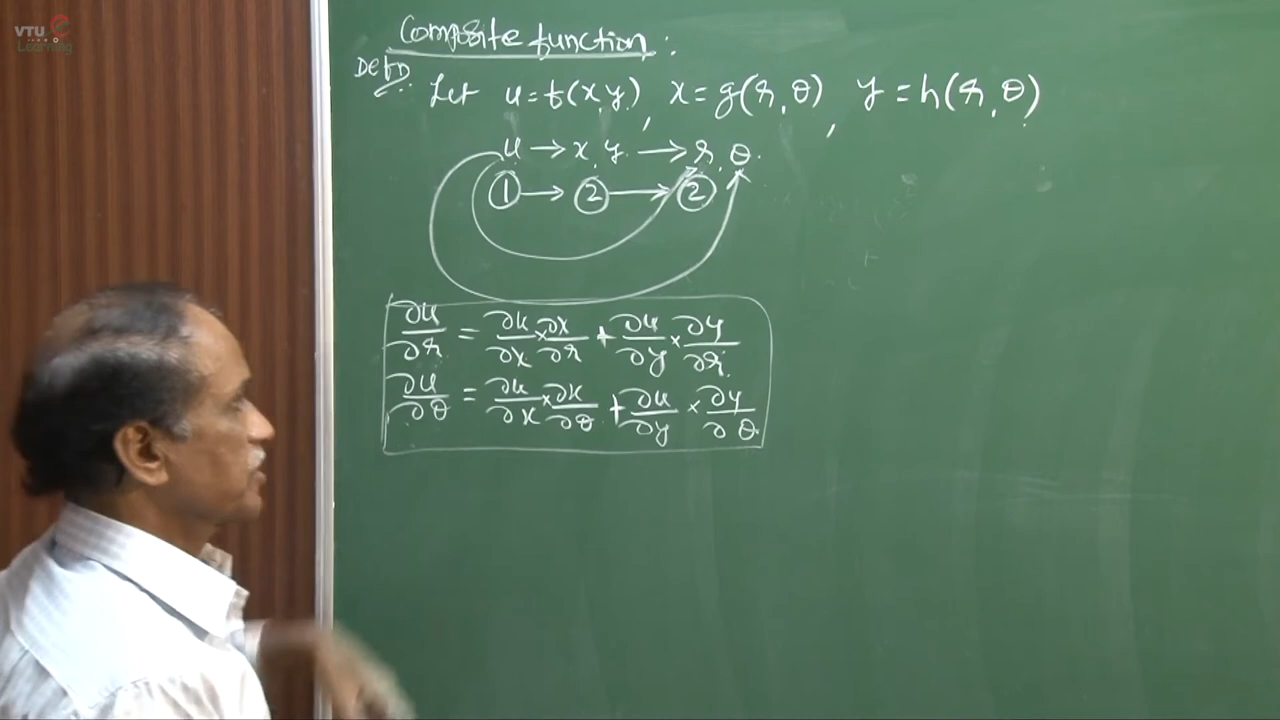 VTU e
Learning
Composite function :
Defn. Let u=f(x,y), x=g(r,θ), y=h(r,θ)
u → x, y. → r, θ.
① → ② → ②
∂u/∂r = ∂u/∂x × ∂x/∂r + ∂u/∂y × ∂y/∂r.
∂u/∂θ = ∂u/∂x × ∂x/∂θ + ∂u/∂y × ∂y/∂θ.